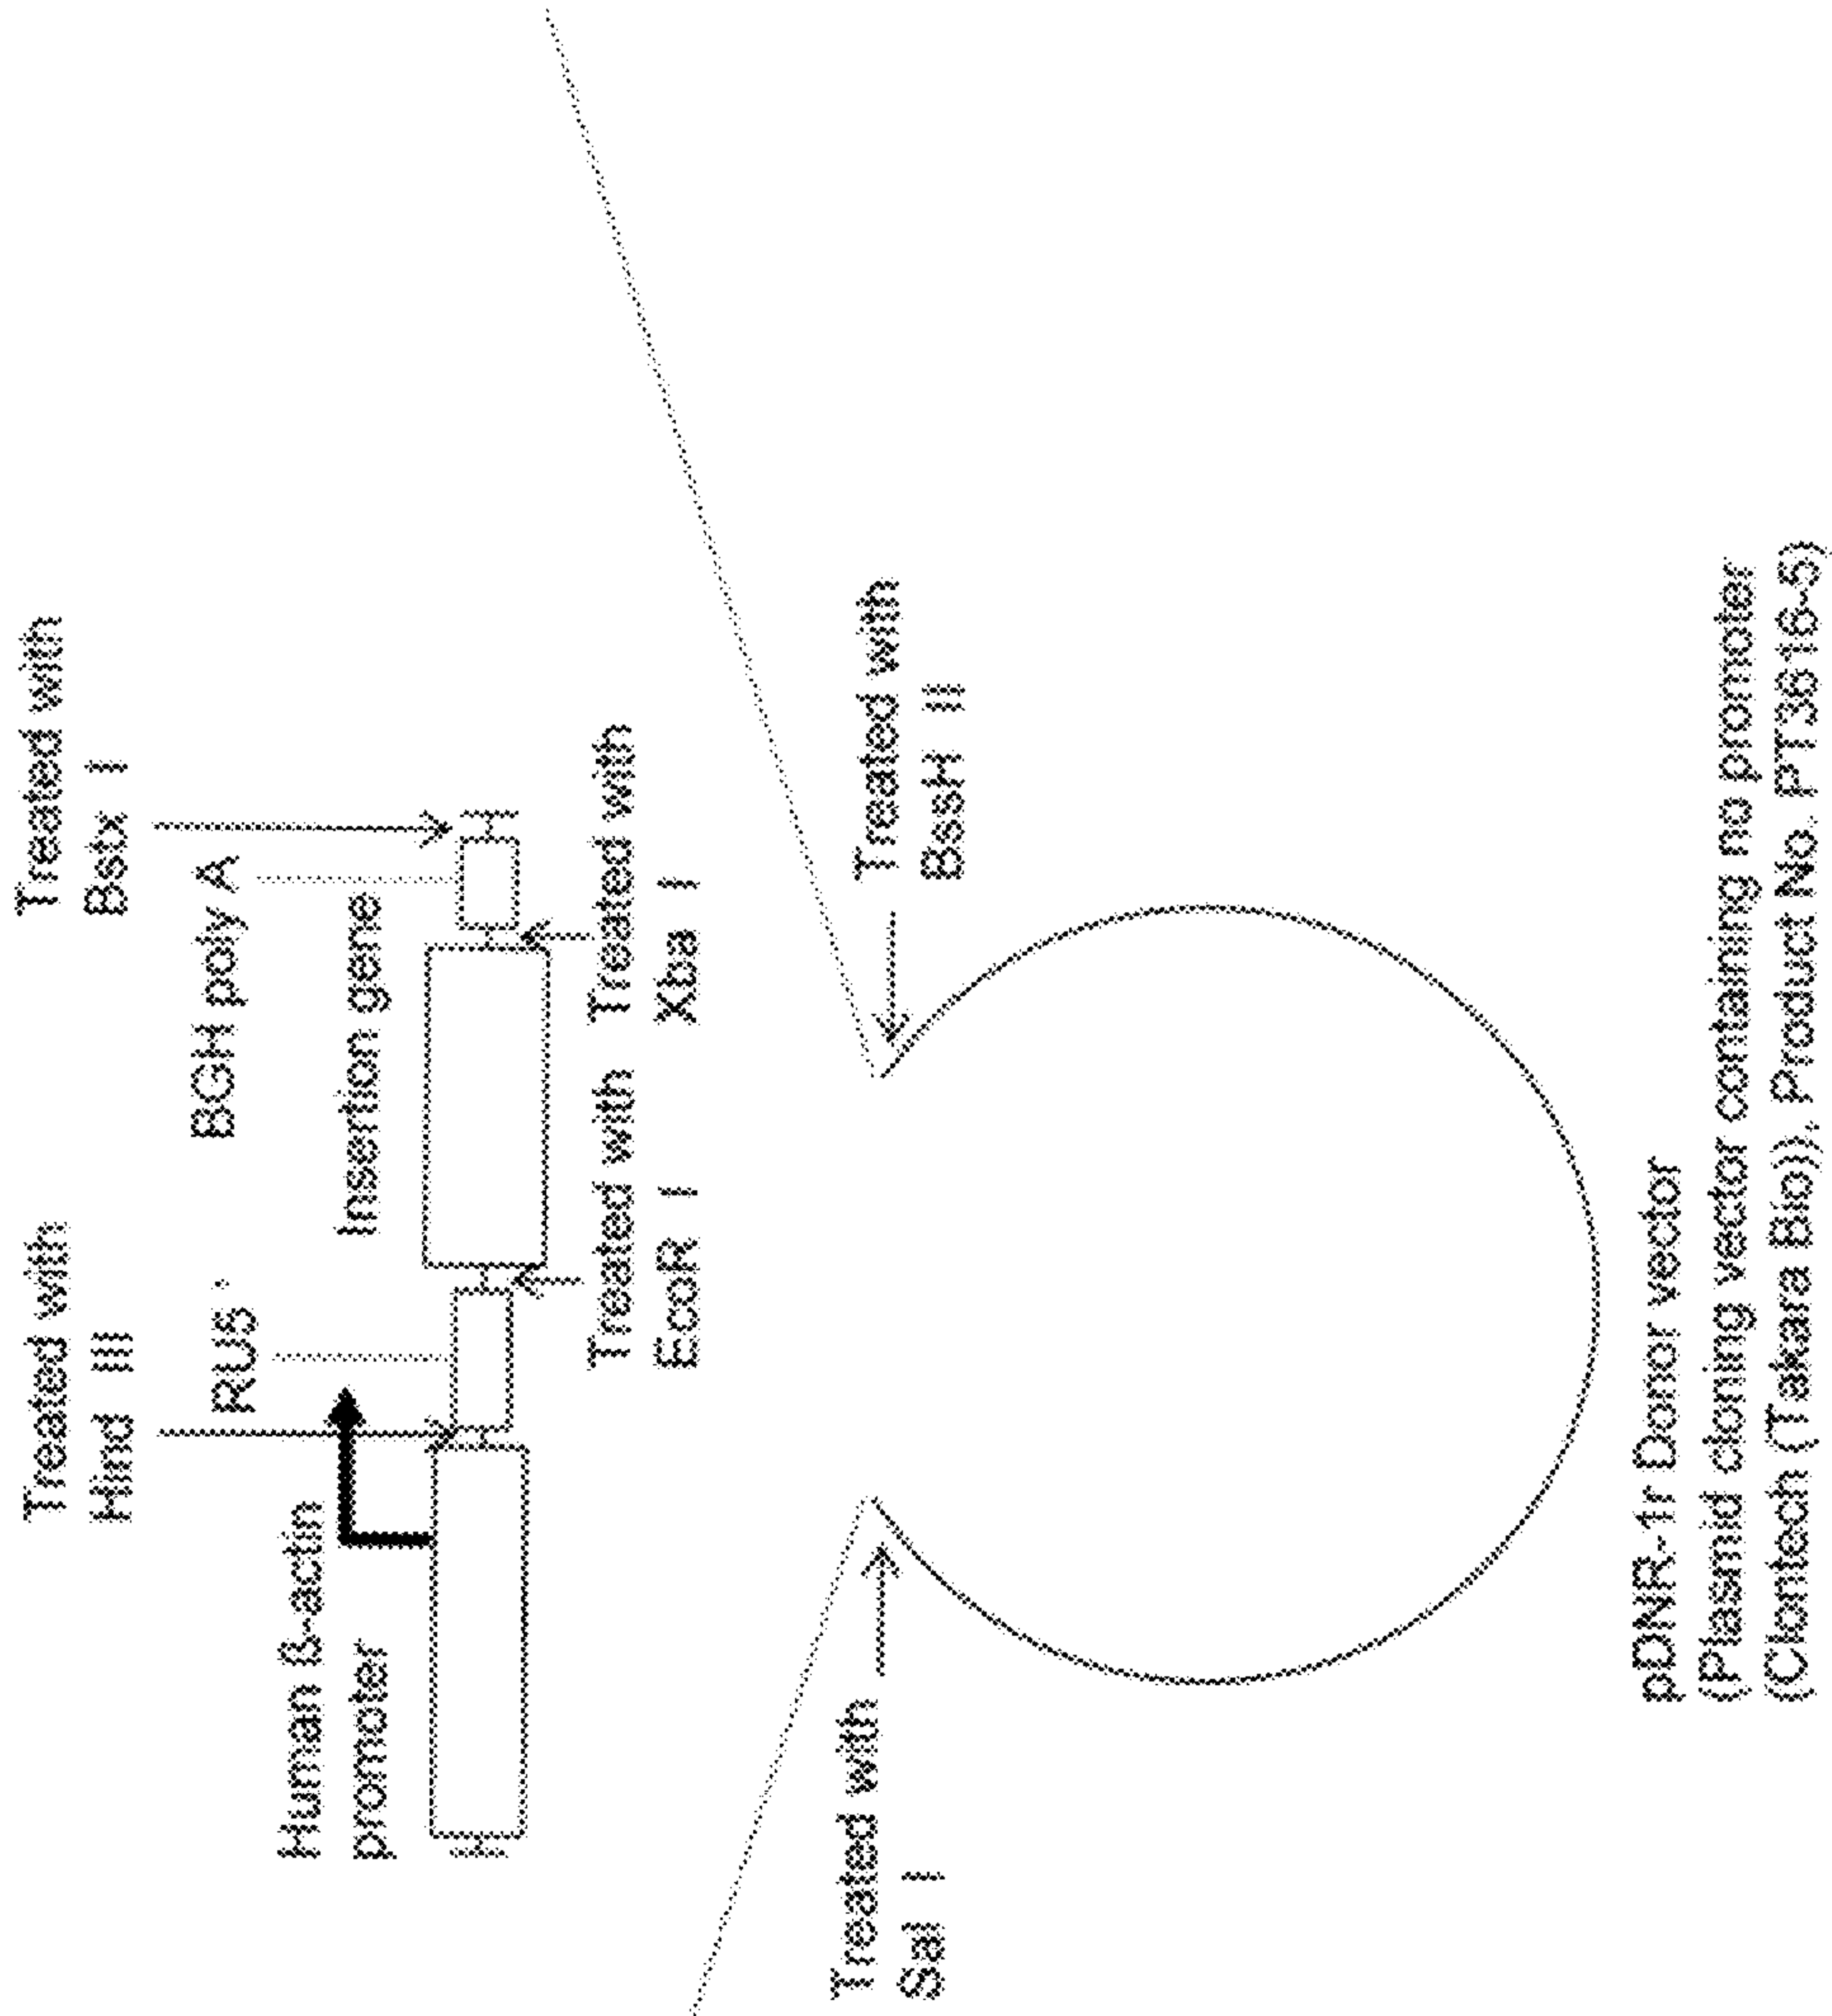 Treated with
Hind III
Treated with
Bstx I
RUS'
BGH poly A
Human ß-actin
promoter
Insertion gene
Treated with
EcoR I
Treated with
Xba I
Treated with
Sal I
Treated with
BssH II
pDNR-1r Donor vector
(Plasmid cloning vector containing no promoter
(Clontech (Takara Bio)), Product No. PT3616-5)